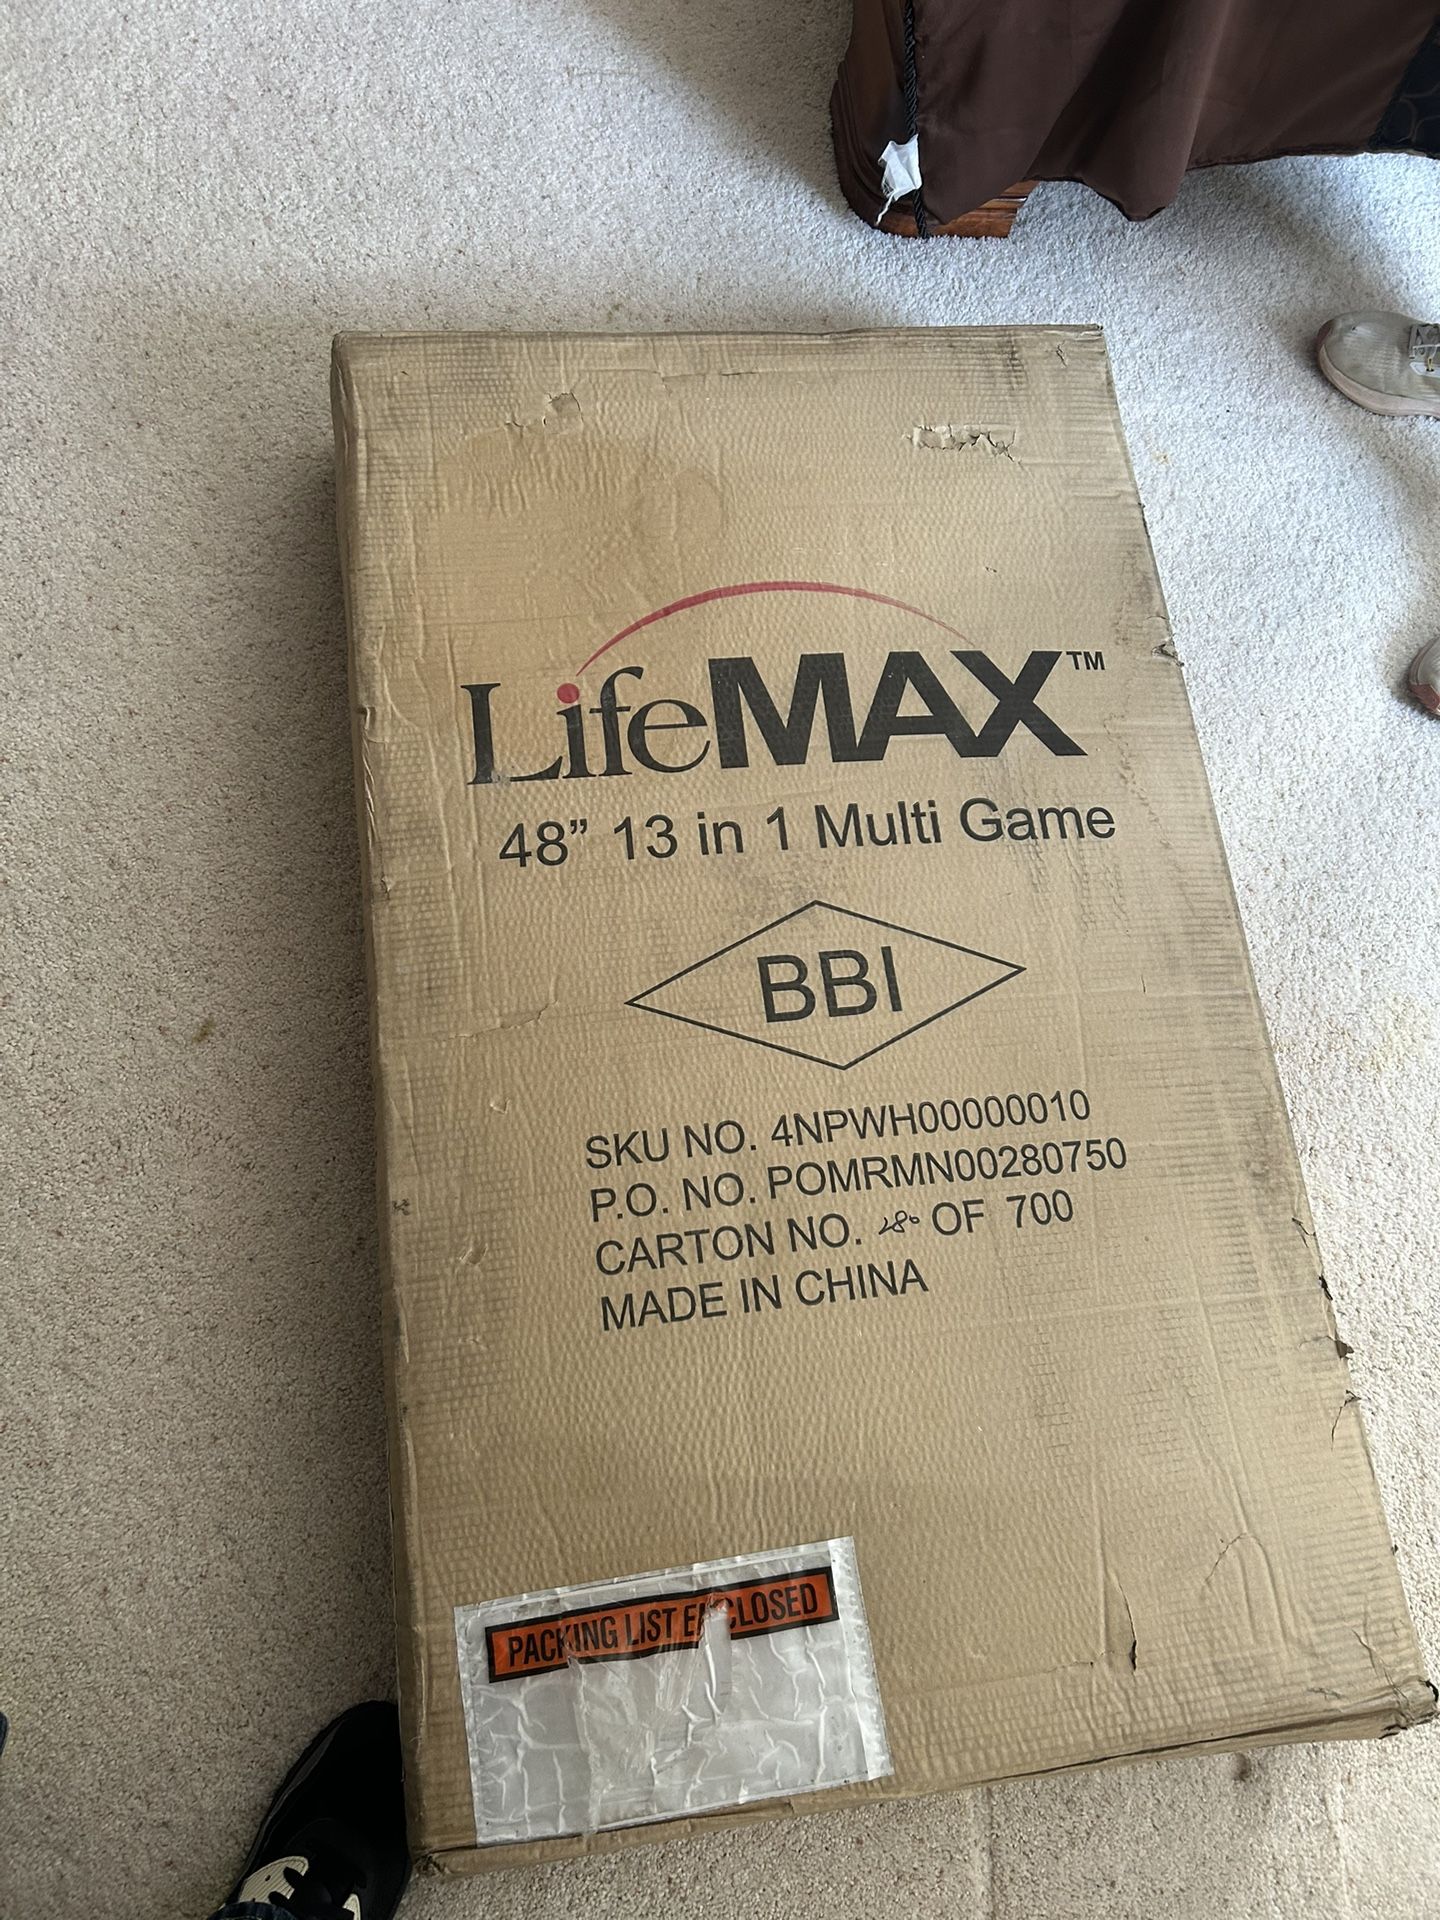 LifeMAX™
48” 13 in 1 Multi Game
BBI
SKU NO. 4NPWH00000010
P.O. NO. POMRMN00280750
CARTON NO. 280 OF 700
MADE IN CHINA
PACKING LIST ENCLOSED